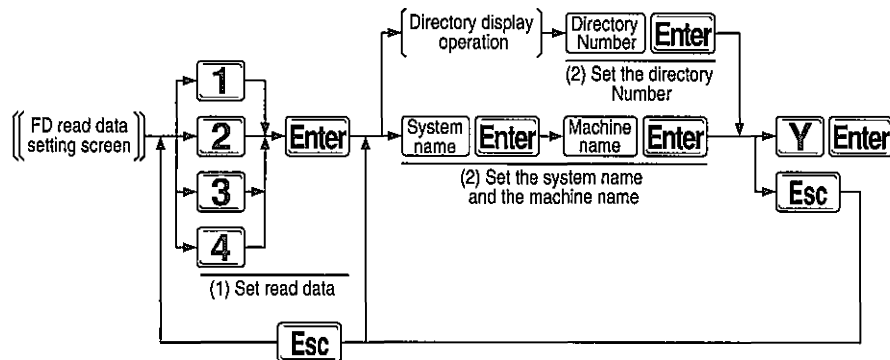 (Directory display
operation)
Directory
Number
Enter
(2) Set the directory
Number
1
((FD read data
setting screen))
2
Enter
System
name
Enter
Machine
name
Enter
Y
Enter
(2) Set the system name
and the machine name
3
Esc
4
(1) Set read data
Esc